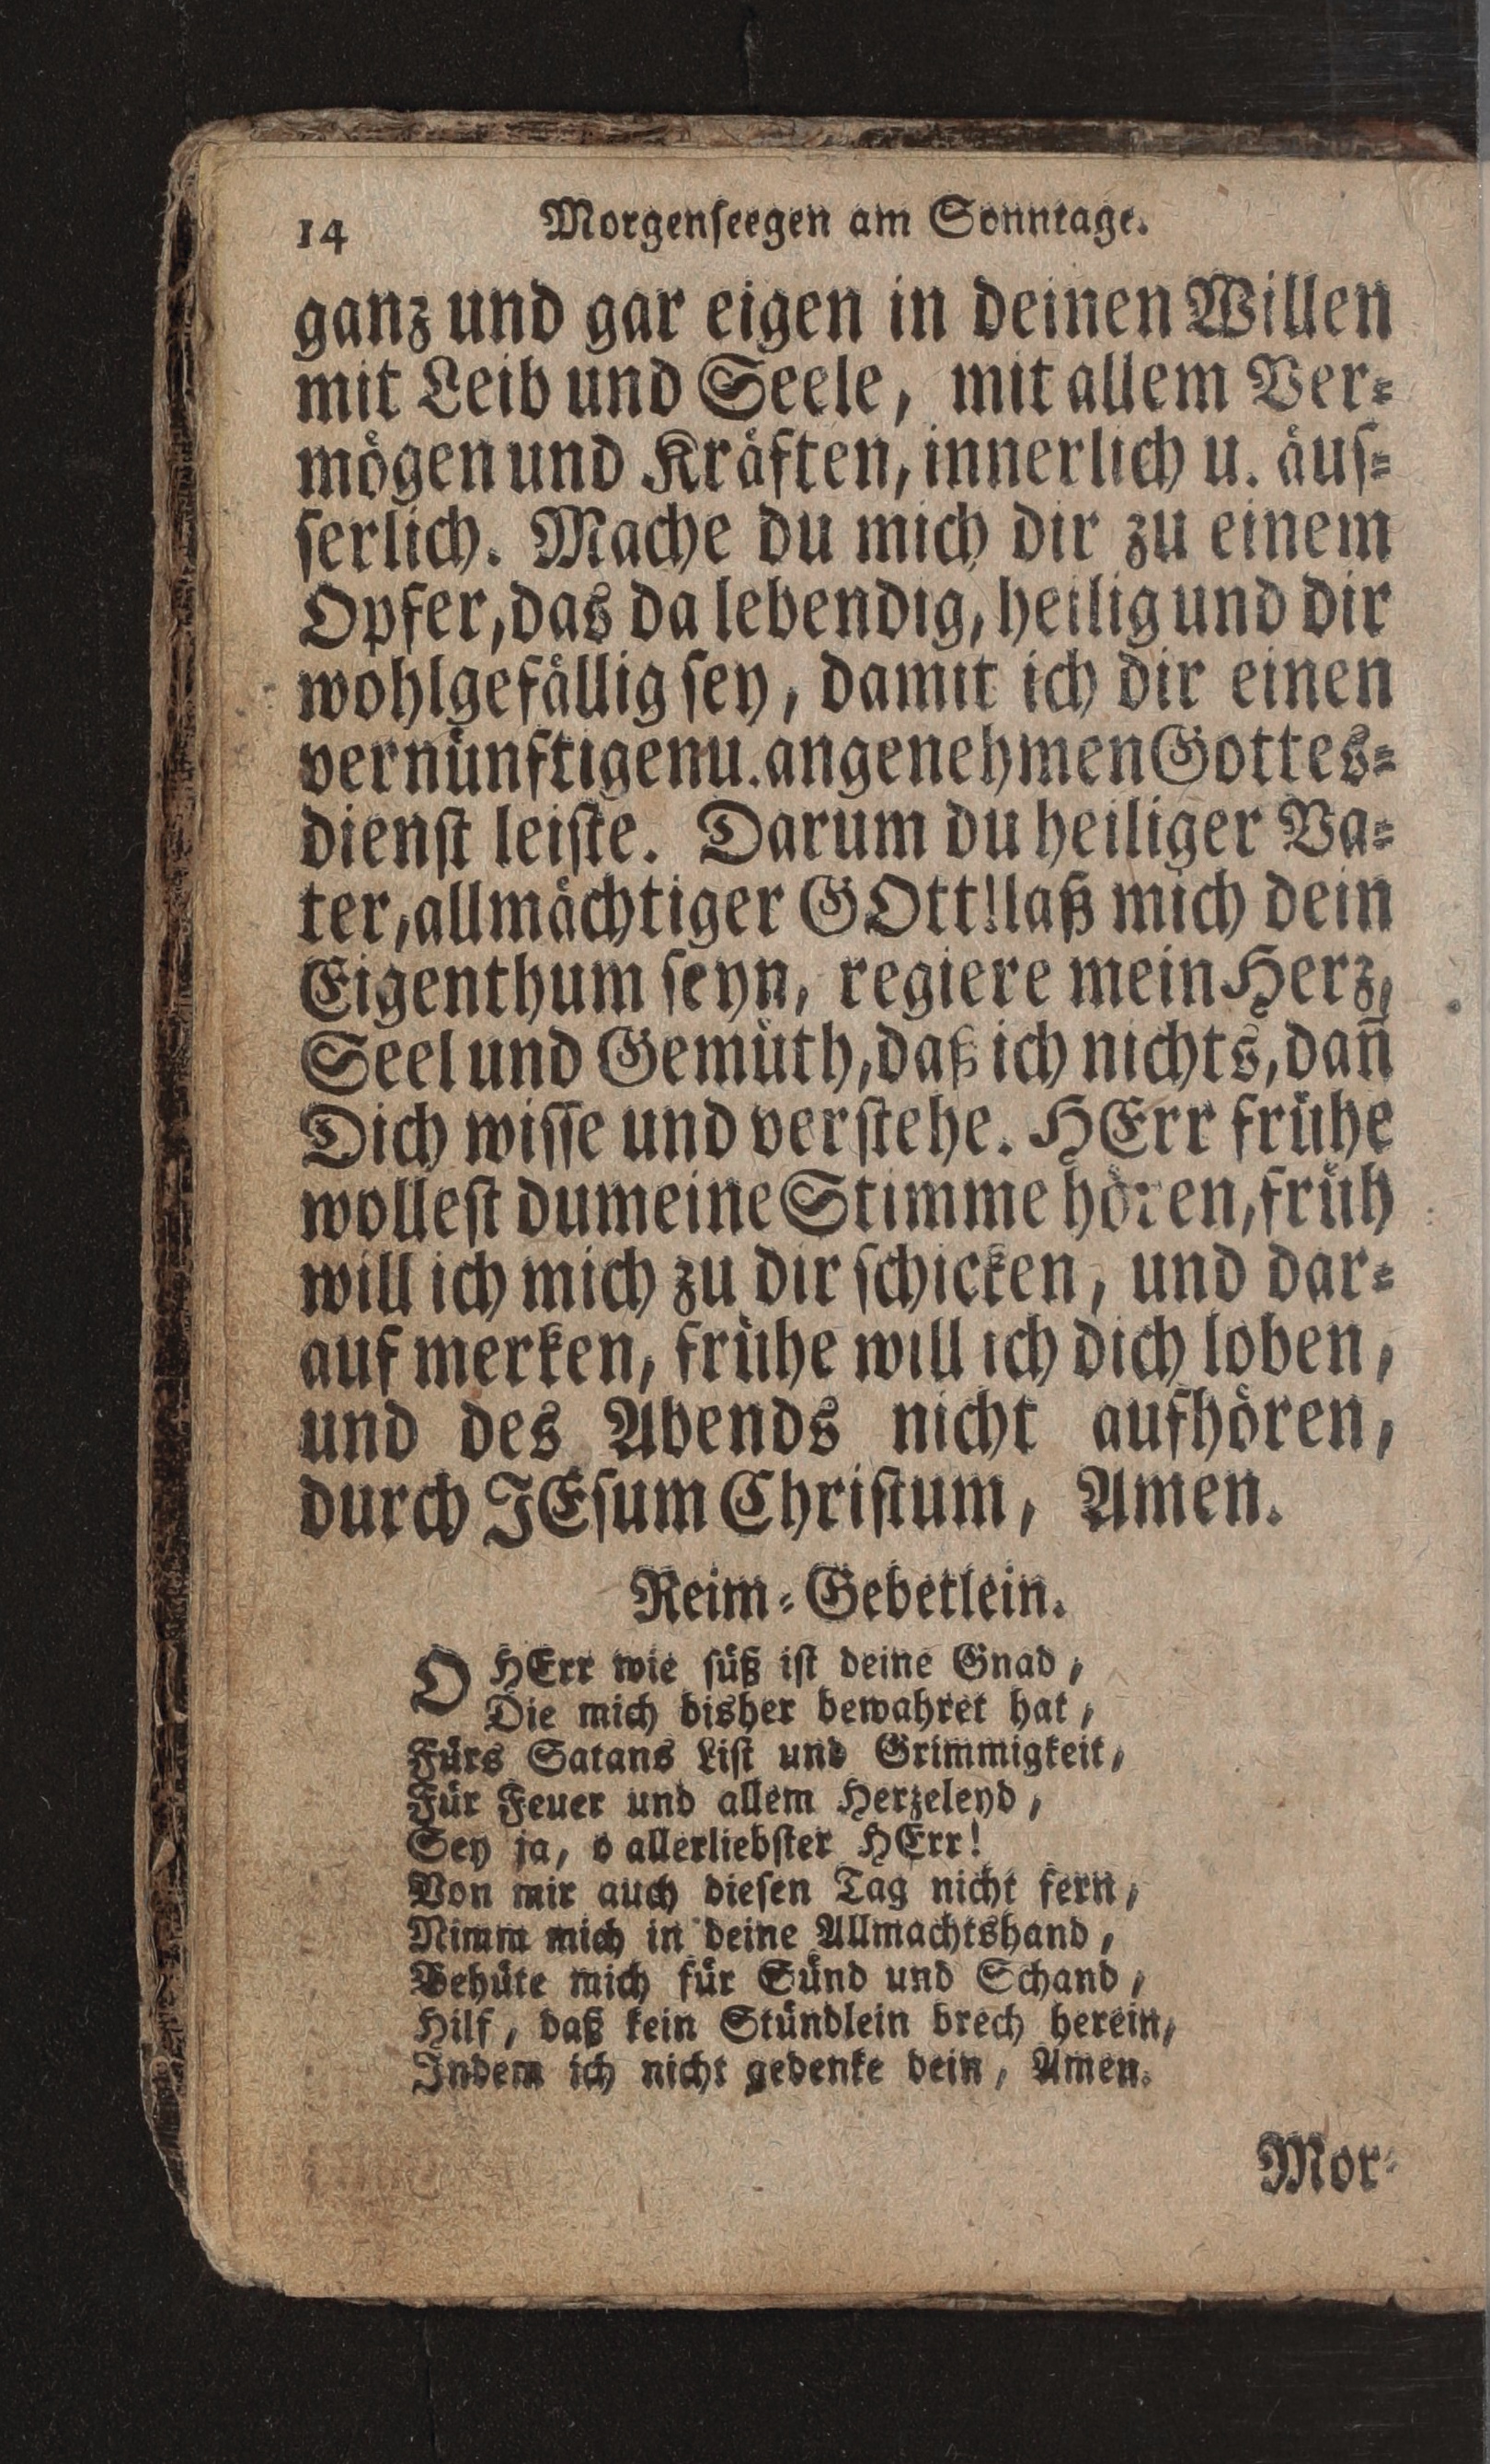 14 Morgenseegen am Sonntage.
ganz und gar eigen in deinen Willen
mit Leib und Seele, mit allem Ver-
mögen und Kräften, innerlich u. äus-
serlich. Mache du mich dir zu einem
Opfer, das da lebendig, heilig und dir
wohlgefällig sey, damit ich dir einen
vernünftigen u. angenehmen Gottes-
dienst leiste. Darum du heiliger Va-
ter, allmächtiger GOtt! laß mich dein
Eigenthum seyn, regiere mein Herz,
Seel und Gemüth, daß ich nichts, dan̄
Dich wisse und verstehe. HErr frühe
wollest du meine Stimme hören, früh
will ich mich zu dir schicken, und dar-
auf merken, frühe will ich dich loben,
und des Abends nicht aufhören,
durch JEsum Christum, Amen.
Reim-Gebetlein.
O HErr wie süß ist deine Gnad,
Die mich bisher bewahret hat,
Fürs Satans List und Grimmigkeit,
Für Feuer und allem Herzeleyd,
Sey ja, o allerliebster HErr!
Von mir auch diesen Tag nicht fern,
Nimm mich in deine Allmachtshand,
Behüte mich für Sünd und Schand,
Hilf, daß kein Stündlein brech herein,
Indem ich nicht gedenke dein, Amen.
Mor-